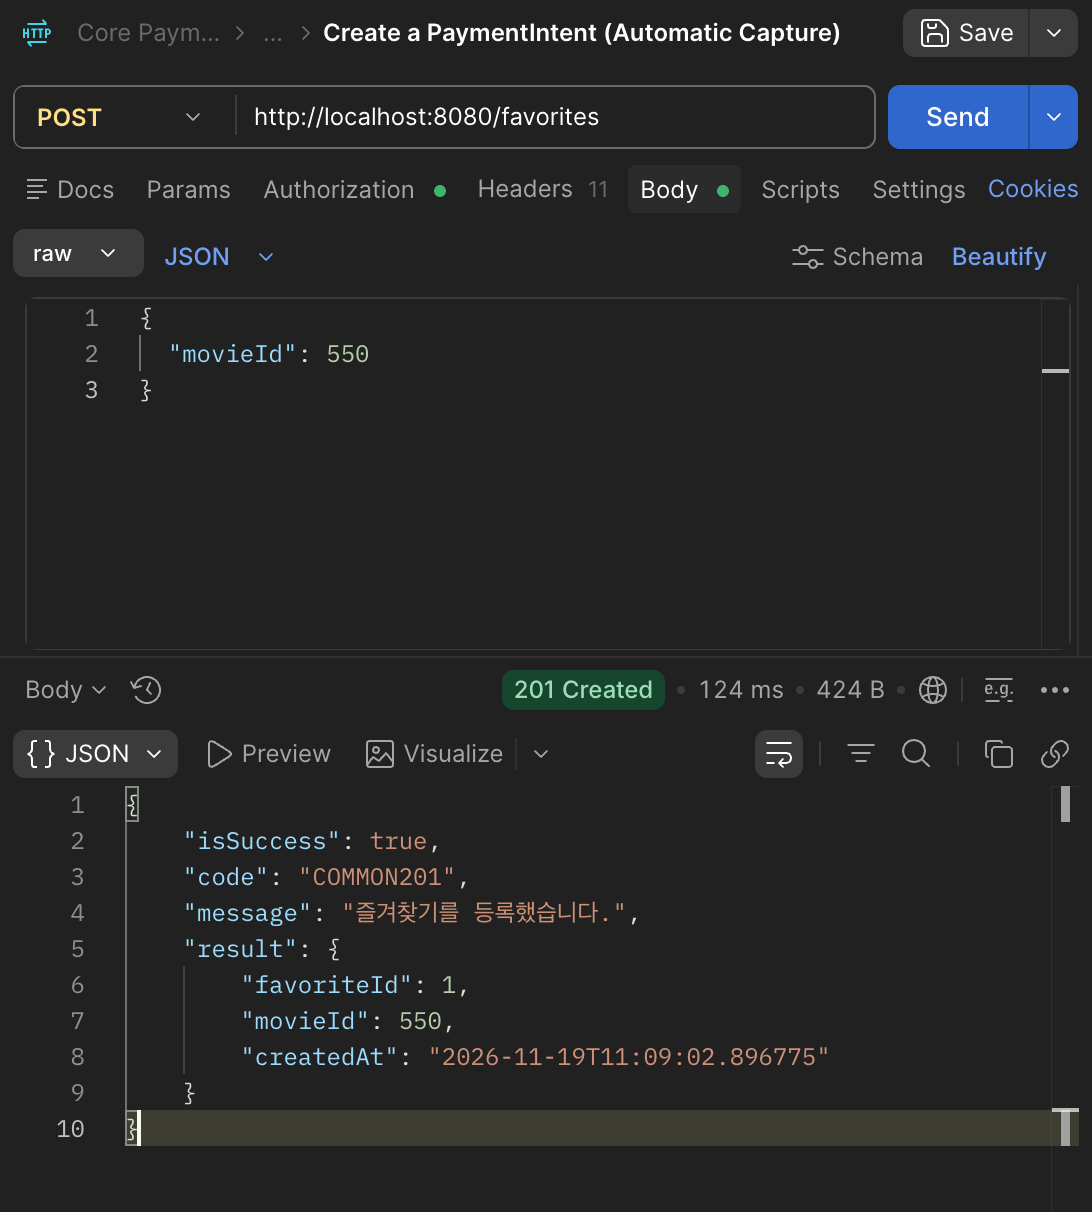 HTTP Core Paym... > ... > Create a PaymentIntent (Automatic Capture) Save
POST http://localhost:8080/favorites Send
Docs Params Authorization Headers 11 Body Scripts Settings Cookies
raw JSON Schema Beautify
1 {
2 "movieId": 550
3 }
Body 201 Created • 124 ms • 424 B • e.g.
{} JSON Preview Visualize
1 {
2 "isSuccess": true,
3 "code": "COMMON201",
4 "message": "즐겨찾기를 등록했습니다.",
5 "result": {
6 "favoriteId": 1,
7 "movieId": 550,
8 "createdAt": "2026-11-19T11:09:02.896775"
9 }
10 }